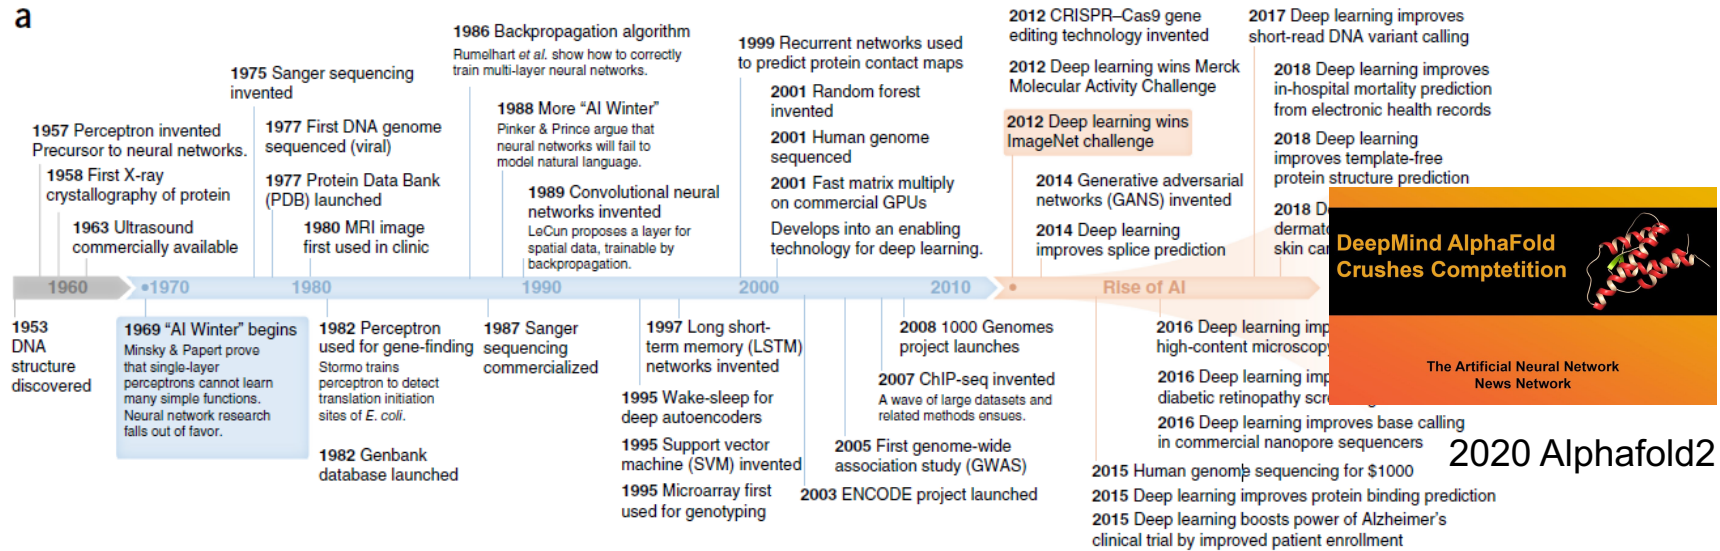 a
1957 Perceptron invented
Precursor to neural networks.
1958 First X-ray
crystallography of protein
1963 Ultrasound
commercially available
1975 Sanger sequencing
invented
1977 First DNA genome
sequenced (viral)
1977 Protein Data Bank
(PDB) launched
1980 MRI image
first used in clinic
1986 Backpropagation algorithm
Rumelhart et al. show how to correctly
train multi-layer neural networks.
1988 More “AI Winter”
Pinker & Prince argue that
neural networks will fail to
model natural language.
1989 Convolutional neural
networks invented
LeCun proposes a layer for
spatial data, trainable by
backpropagation.
1999 Recurrent networks used
to predict protein contact maps
2001 Random forest
invented
2001 Human genome
sequenced
2001 Fast matrix multiply
on commercial GPUs
Develops into an enabling
technology for deep learning.
2012 CRISPR–Cas9 gene
editing technology invented
2012 Deep learning wins Merck
Molecular Activity Challenge
2012 Deep learning wins
ImageNet challenge
2014 Generative adversarial
networks (GANS) invented
2014 Deep learning
improves splice prediction
2017 Deep learning improves
short-read DNA variant calling
2018 Deep learning improves
in-hospital mortality prediction
from electronic health records
2018 Deep learning
improves template-free
protein structure prediction
2018
skin
DeepMind AlphaFold
Crushes Comptetition
The Artificial Neural Network
News Network
1960
1970
1980
1990
2000
2010
Rise of AI
1953
DNA
structure
discovered
1969 “AI Winter” begins
Minsky & Papert prove
that single-layer
perceptrons cannot learn
many simple functions.
Neural network research
falls out of favor.
1982 Perceptron
used for gene-finding
Stormo trains
perceptron to detect
translation initiation
sites of E. coli.
1982 Genbank
database launched
1987 Sanger
sequencing
commercialized
1997 Long short-
term memory (LSTM)
networks invented
1995 Wake-sleep for
deep autoencoders
1995 Support vector
machine (SVM) invented
1995 Microarray first
used for genotyping
2008 1000 Genomes
project launches
2007 ChIP-seq invented
A wave of large datasets and
related methods ensues.
2005 First genome-wide
association study (GWAS)
2003 ENCODE project launched
2016 Deep learning
high-content microscopy
2016 Deep learning
diabetic retinopathy
2016 Deep learning improves base calling
in commercial nanopore sequencers
2015 Human genome sequencing for $1000
2015 Deep learning improves protein binding prediction
2015 Deep learning boosts power of Alzheimer’s
clinical trial by improved patient enrollment
2020 Alphafold2